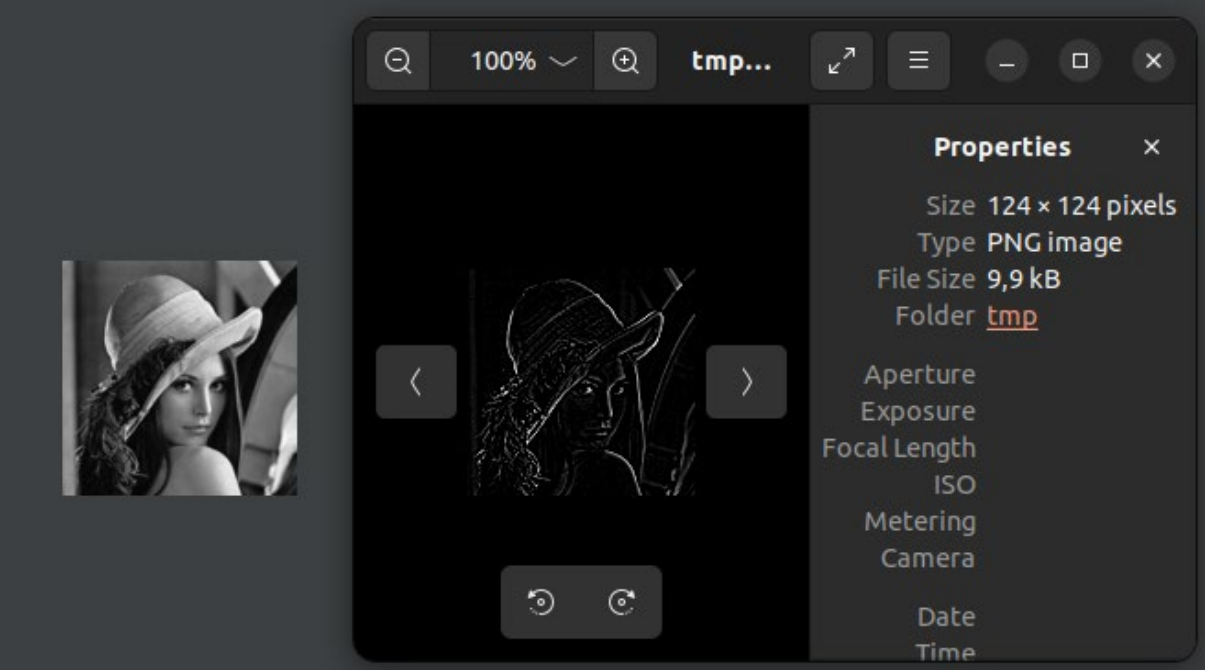 100% tmp...
Properties
Size 124 × 124 pixels
Type PNG image
File Size 9,9 kB
Folder tmp
Aperture
Exposure
Focal Length
ISO
Metering
Camera
Date
Time